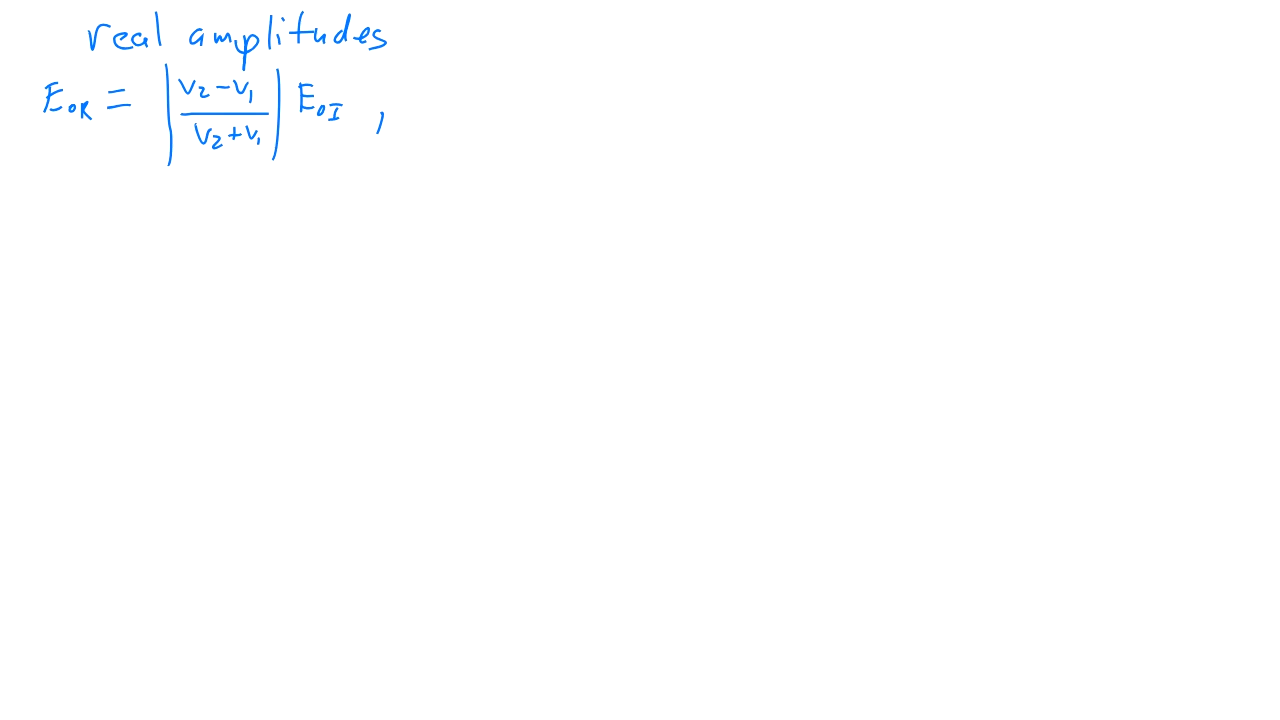 real amplitudes
E₀R = |(v₂ - v₁)/(v₂ + v₁)| E₀I ,